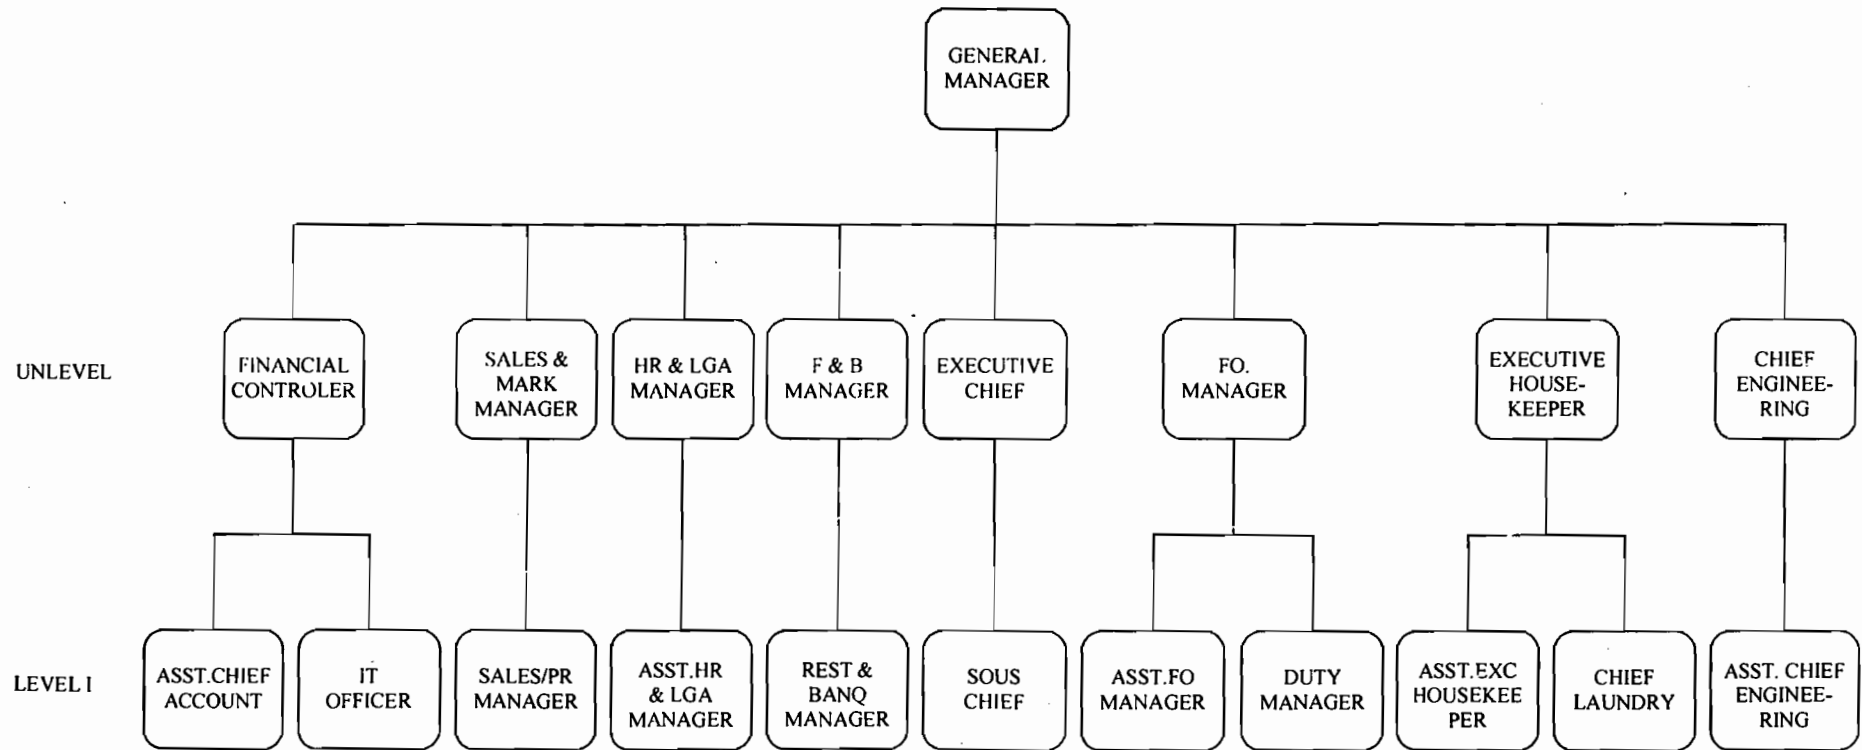 GENERAL
MANAGER
UNLEVEL
FINANCIAL
CONTROLER
SALES &
MARK
MANAGER
HR & LGA
MANAGER
F & B
MANAGER
EXECUTIVE
CHIEF
FO.
MANAGER
EXECUTIVE
HOUSE-
KEEPER
CHIEF
ENGINEE-
RING
LEVEL I
ASST.CHIEF
ACCOUNT
IT
OFFICER
SALES/PR
MANAGER
ASST.HR
& LGA
MANAGER
REST &
BANQ
MANAGER
SOUS
CHIEF
ASST.FO
MANAGER
DUTY
MANAGER
ASST.EXC
HOUSEKEE
PER
CHIEF
LAUNDRY
ASST. CHIEF
ENGINEE-
RING